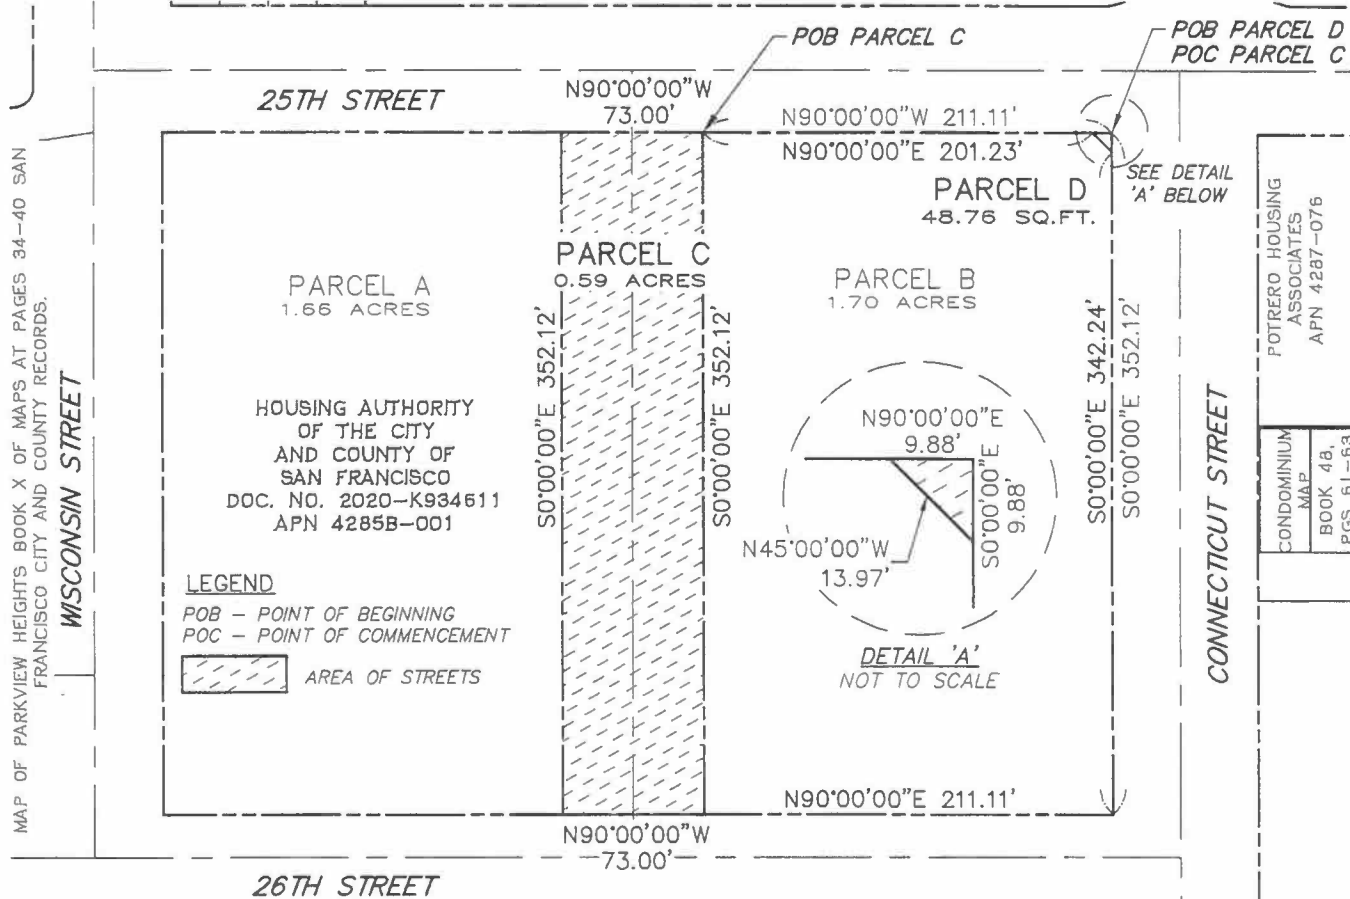 POB PARCEL C
POB PARCEL D
POC PARCEL C
25TH STREET
N90°00'00"W
73.00'
N90°00'00"W 211.11'
N90°00'00"E 201.23'
SEE DETAIL
'A' BELOW
PARCEL D
48.76 SQ.FT.
PARCEL C
0.59 ACRES
PARCEL A
1.66 ACRES
PARCEL B
1.70 ACRES
MAP OF PARKVIEW HEIGHTS BOOK X OF MAPS AT PAGES 34-40 SAN
FRANCISCO CITY AND COUNTY RECORDS.
WISCONSIN STREET
HOUSING AUTHORITY
OF THE CITY
AND COUNTY OF
SAN FRANCISCO
DOC. NO. 2020-K934611
APN 4285B-001
S0°00'00"E 352.12'
S0°00'00"E 352.12'
S0°00'00"E 342.24'
S0°00'00"E 352.12'
N90°00'00"E
9.88'
S0°00'00"E
9.88'
N45°00'00"W
13.97'
DETAIL 'A'
NOT TO SCALE
CONNECTICUT STREET
POTRERO HOUSING
ASSOCIATES
APN 4287-076
CONDOMINIUM
MAP
BOOK 48,
PGS 61-63
LEGEND
POB - POINT OF BEGINNING
POC - POINT OF COMMENCEMENT
AREA OF STREETS
N90°00'00"E 211.11'
N90°00'00"W
73.00'
26TH STREET